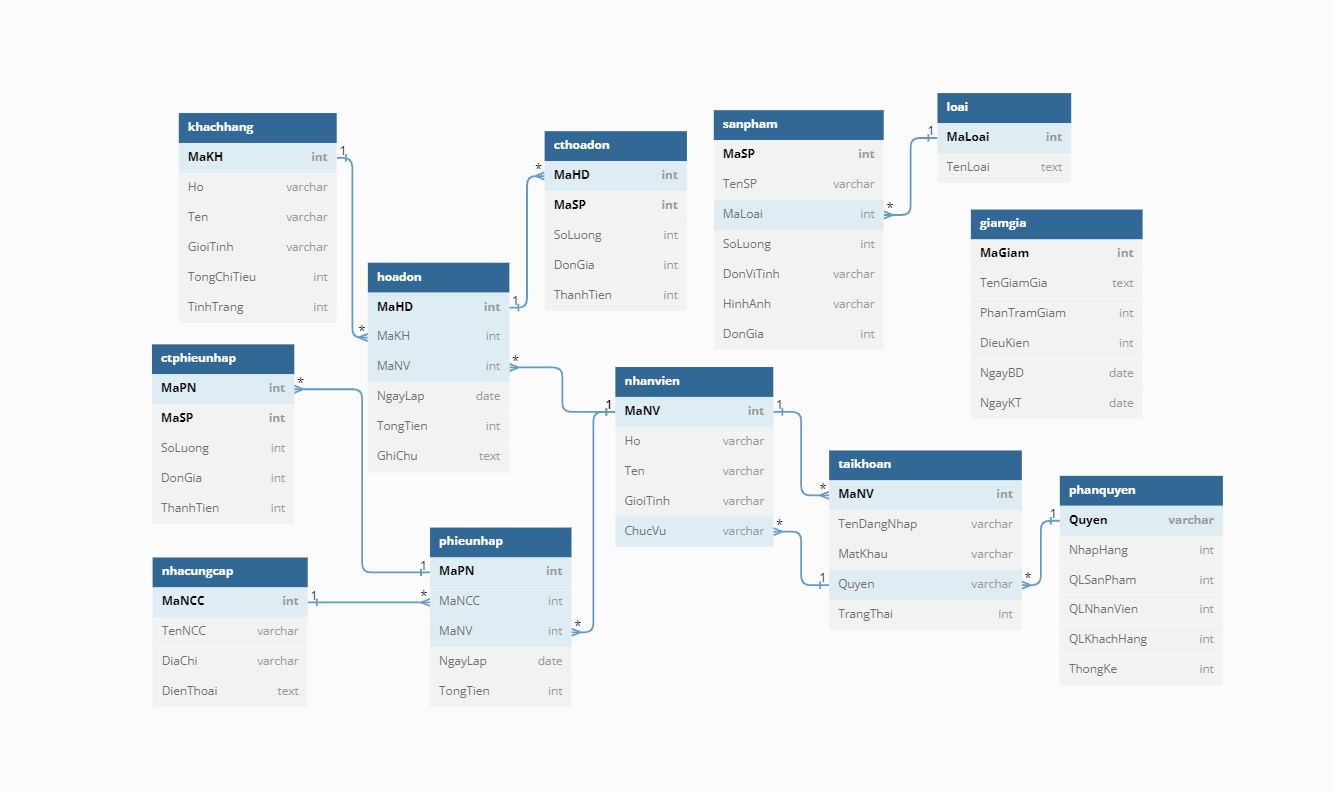 khachhang
MaKH int
Ho varchar
Ten varchar
GioiTinh varchar
TongChiTieu int
TinhTrang int
1
*
cthoadon
MaHD int
MaSP int
SoLuong int
DonGia int
ThanhTien int
*
1
sanpham
MaSP int
TenSP varchar
MaLoai int
SoLuong int
DonViTinh varchar
HinhAnh varchar
DonGia int
*
1
loai
MaLoai int
TenLoai text
giamgia
MaGiam int
TenGiamGia text
PhanTramGiam int
DieuKien int
NgayBD date
NgayKT date
hoadon
MaHD int
MaKH int
MaNV int
NgayLap date
TongTien int
GhiChu text
*
1
ctphieunhap
MaPN int
MaSP int
SoLuong int
DonGia int
ThanhTien int
*
1
nhanvien
MaNV int
Ho varchar
Ten varchar
GioiTinh varchar
ChucVu varchar
1
*
*
1
taikhoan
MaNV int
TenDangNhap varchar
MatKhau varchar
Quyen varchar
TrangThai int
*
1
phanquyen
Quyen varchar
NhapHang int
QLSanPham int
QLNhanVien int
QLKhachHang int
ThongKe int
nhacungcap
MaNCC int
TenNCC varchar
DiaChi varchar
DienThoai text
1
*
phieunhap
MaPN int
MaNCC int
MaNV int
NgayLap date
TongTien int
*